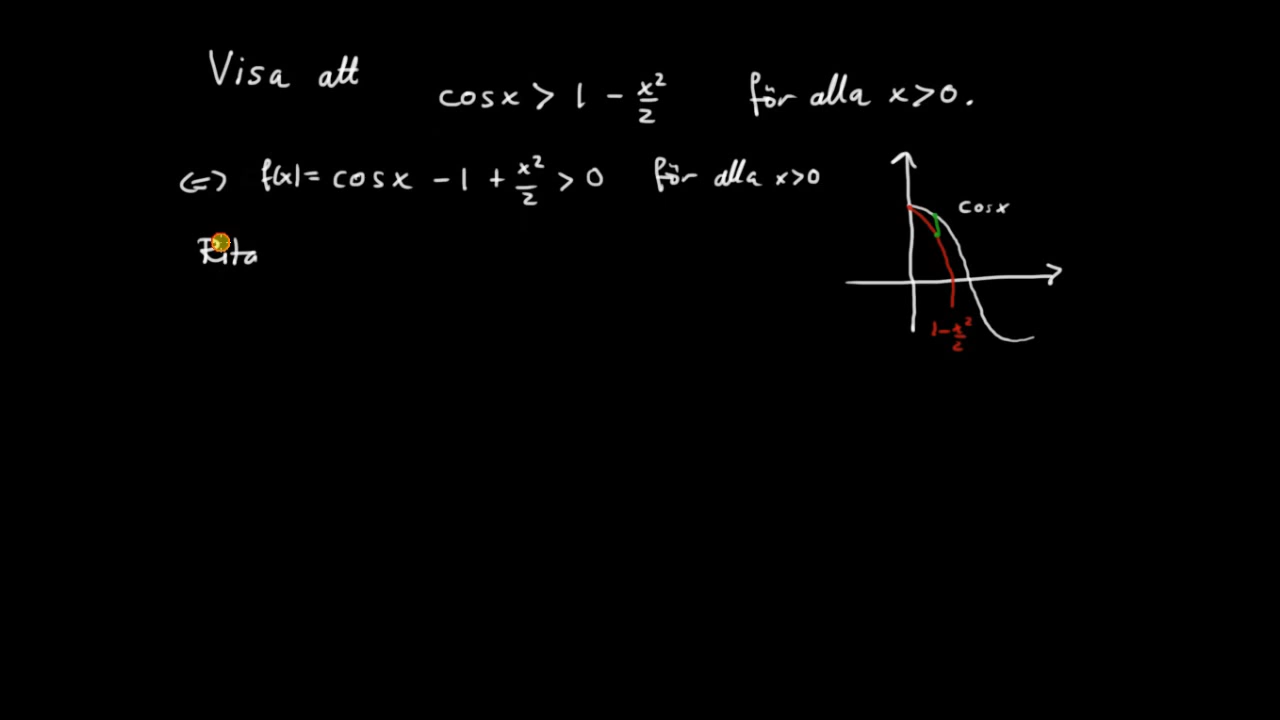 Visa att
cos x > 1 - x²/2 för alla x>0.
<=> f(x) = cos x - 1 + x²/2 > 0 för alla x>0
cos x
Rita
1 - x²/2